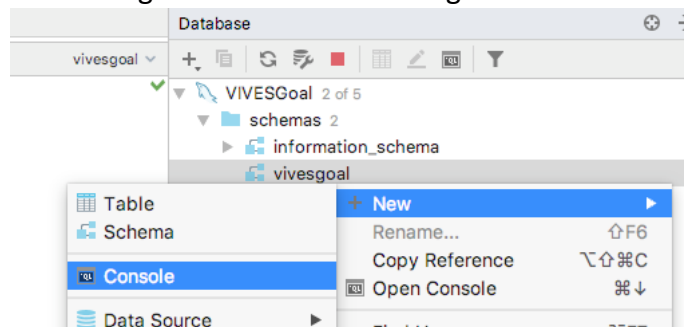 Database
vivesgoal
VIVESGoal 2 of 5
schemas 2
information_schema
vivesgoal
Table
Schema
Console
Data Source
New
Rename... ⇧F6
Copy Reference ⌥⇧⌘C
Open Console ⌘↓